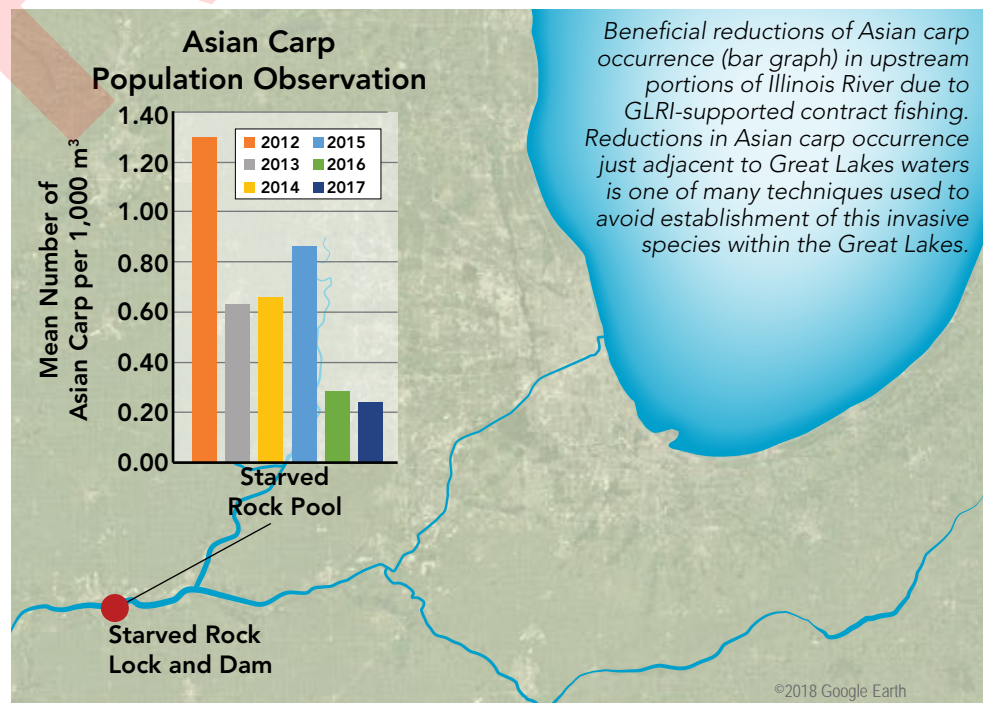 Asian Carp
Population Observation
Beneficial reductions of Asian carp
occurrence (bar graph) in upstream
portions of Illinois River due to
GLRI-supported contract fishing.
Reductions in Asian carp occurrence
just adjacent to Great Lakes waters
is one of many techniques used to
avoid establishment of this invasive
species within the Great Lakes.
Mean Number of
Asian Carp per 1,000 m³
1.40
1.20
1.00
0.80
0.60
0.40
0.20
0.00
2012 2015
2013 2016
2014 2017
Starved
Rock Pool
Starved Rock
Lock and Dam
©2018 Google Earth